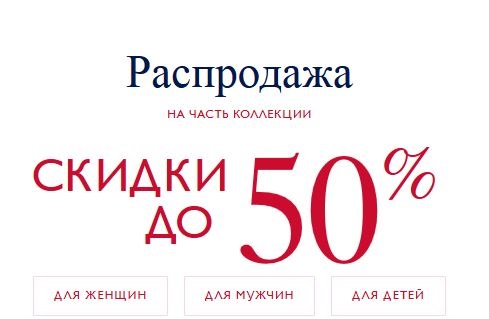 Распродажа
НА ЧАСТЬ КОЛЛЕКЦИИ
СКИДКИ
ДО 50%
ДЛЯ ЖЕНЩИН ДЛЯ МУЖЧИН ДЛЯ ДЕТЕЙ